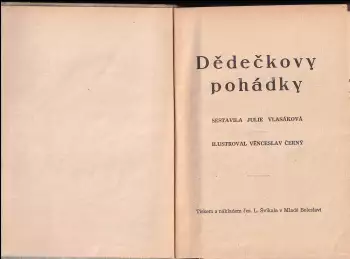 Dědečkovy
pohádky
SESTAVILA JULIE VLASÁKOVÁ
ILUSTROVAL VĚNCESLAV ČERNÝ
Tiskem a nákladem Jos. L. Švíkala v Mladé Boleslavi